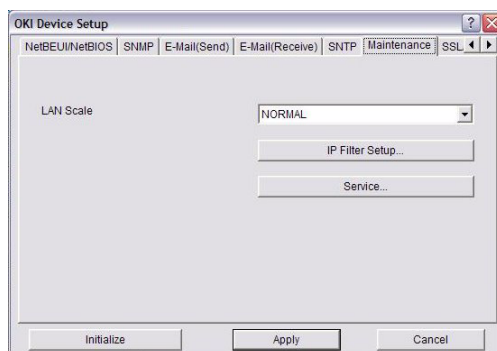 OKI Device Setup
NetBEUI/NetBIOS SNMP E-Mail(Send) E-Mail(Receive) SNTP Maintenance SSL
LAN Scale NORMAL
IP Filter Setup...
Service...
Initialize Apply Cancel